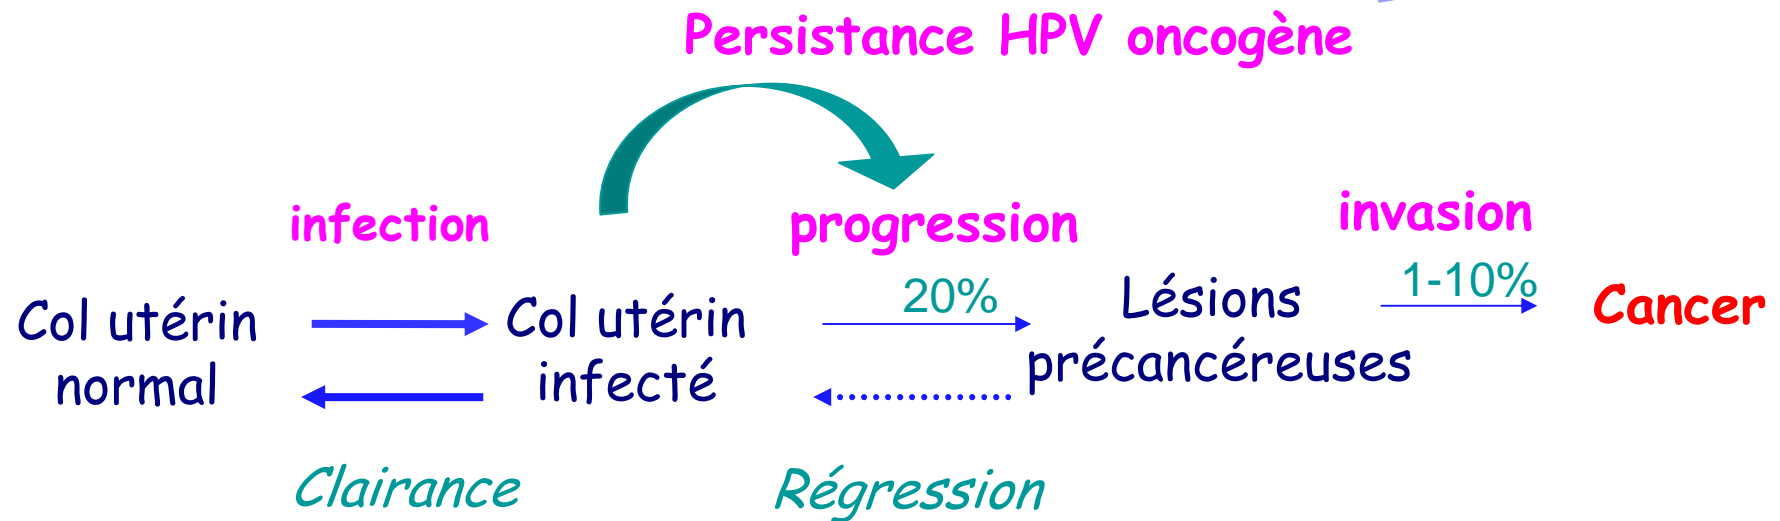 Persistance HPV oncogène
infection
progression
invasion
20%
1-10%
Col utérin
normal
Col utérin
infecté
Lésions
précancéreuses
Cancer
Clairance
Régression